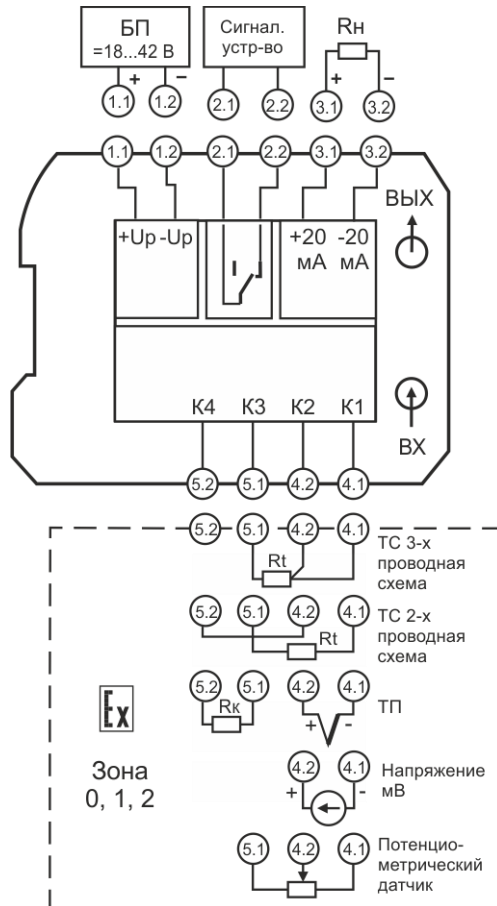 БП
=18...42 В
Сигнал.
устр-во
Rн
+ − + −
1.1 1.2 2.1 2.2 3.1 3.2
1.1 1.2 2.1 2.2 3.1 3.2
ВЫХ
+Up -Up +20 -20
мА мА
К4 К3 К2 К1
ВХ
5.2 5.1 4.2 4.1
5.2 5.1 4.2 4.1
Rt
ТС 3-х
проводная
схема
5.2 5.1 4.2 4.1
Rt
ТС 2-х
проводная
схема
5.2 5.1 4.2 4.1
Rк
+ -
ТП
Ex
Зона
0, 1, 2
4.2 4.1
+ -
Напряжение
мВ
5.1 4.2 4.1
Потенцио-
метрический
датчик